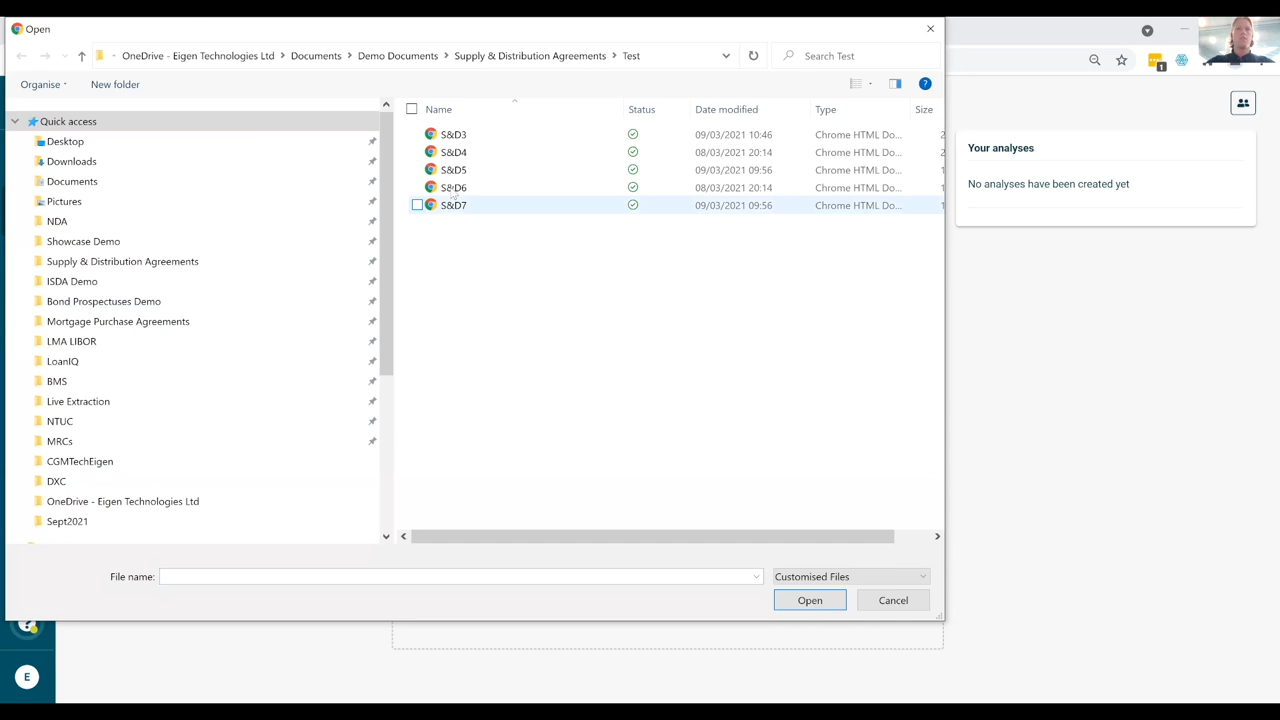 Open
OneDrive - Eigen Technologies Ltd > Documents > Demo Documents > Supply & Distribution Agreements > Test
Search Test
Organise
New folder
?
1
Name Status Date modified Type Size
Quick access
Desktop
Downloads
Documents
Pictures
NDA
Showcase Demo
Supply & Distribution Agreements
ISDA Demo
Bond Prospectuses Demo
Mortgage Purchase Agreements
LMA LIBOR
LoanIQ
BMS
Live Extraction
NTUC
MRCs
CGMTechEigen
DXC
OneDrive - Eigen Technologies Ltd
Sept2021
S&D3 09/03/2021 10:46 Chrome HTML Do... 2
S&D4 08/03/2021 20:14 Chrome HTML Do... 2
S&D5 09/03/2021 09:56 Chrome HTML Do... 1
S&D6 08/03/2021 20:14 Chrome HTML Do... 1
S&D7 09/03/2021 09:56 Chrome HTML Do... 1
File name:
Customised Files
Open
Cancel
Your analyses
No analyses have been created yet
?
E